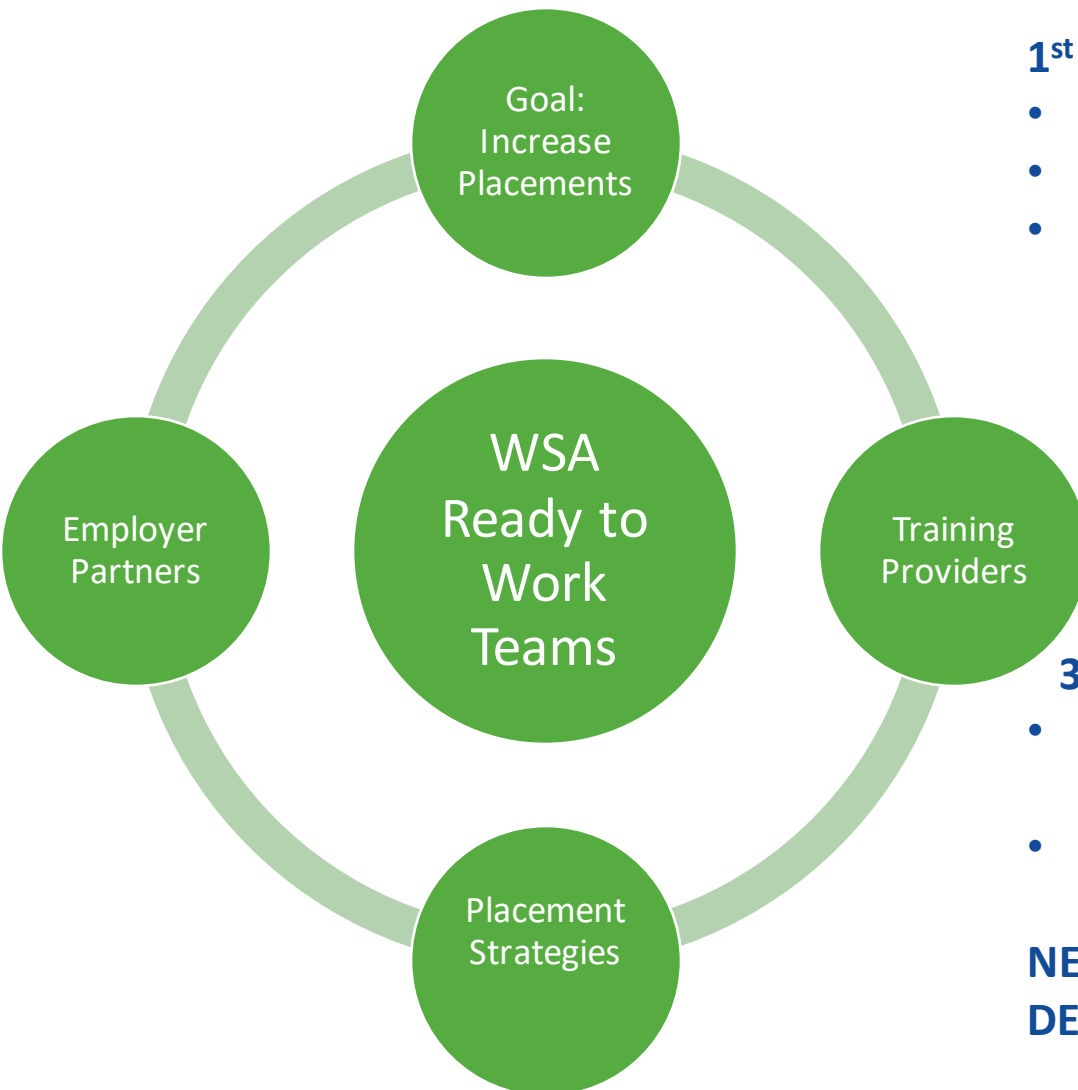 Goal:
Increase
Placements
1st
•
•
•
WSA
Ready to
Work
Teams
Employer
Partners
Training
Providers
3
•
•
Placement
Strategies
NE
DE